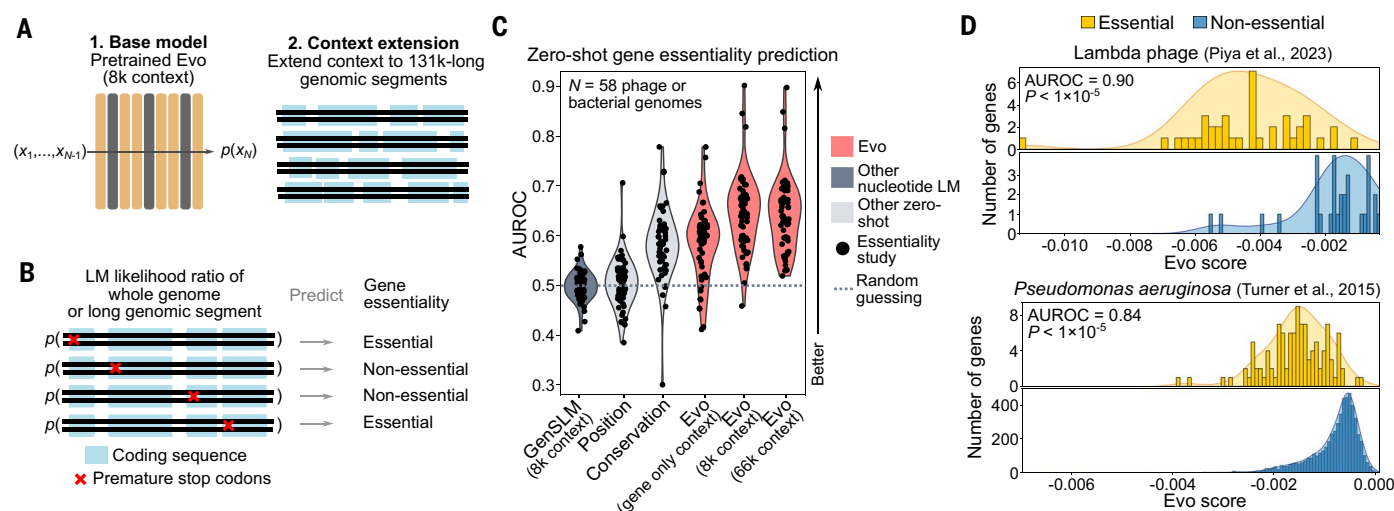 A
1. Base model
Pretrained Evo
(8k context)
(x1,...,xN-1)
p(xN)
2. Context extension
Extend context to 131k-long
genomic segments
B
LM likelihood ratio of
whole genome
or long genomic segment
Predict
Gene
essentiality
p( )
Essential
p( )
Non-essential
p( )
Non-essential
p( )
Essential
Coding sequence
Premature stop codons
C
Zero-shot gene essentiality prediction
N = 58 phage or
bacterial genomes
AUROC
0.9
0.8
0.7
0.6
0.5
0.4
0.3
GenSLM
(8k context)
Position
Conservation
Evo
(gene only context)
Evo
(8k context)
Evo
(66k context)
Better
Evo
Other
nucleotide LM
Other zero-
shot
Essentiality
study
Random
guessing
D
Essential
Non-essential
Lambda phage (Piya et al., 2023)
AUROC = 0.90
P < 1×10-5
Number of genes
6
4
2
0
3
2
1
0
-0.010
-0.008
-0.006
-0.004
-0.002
Evo score
Pseudomonas aeruginosa (Turner et al., 2015)
AUROC = 0.84
P < 1×10-5
Number of genes
8
4
0
400
200
0
-0.006
-0.004
-0.002
0.000
Evo score